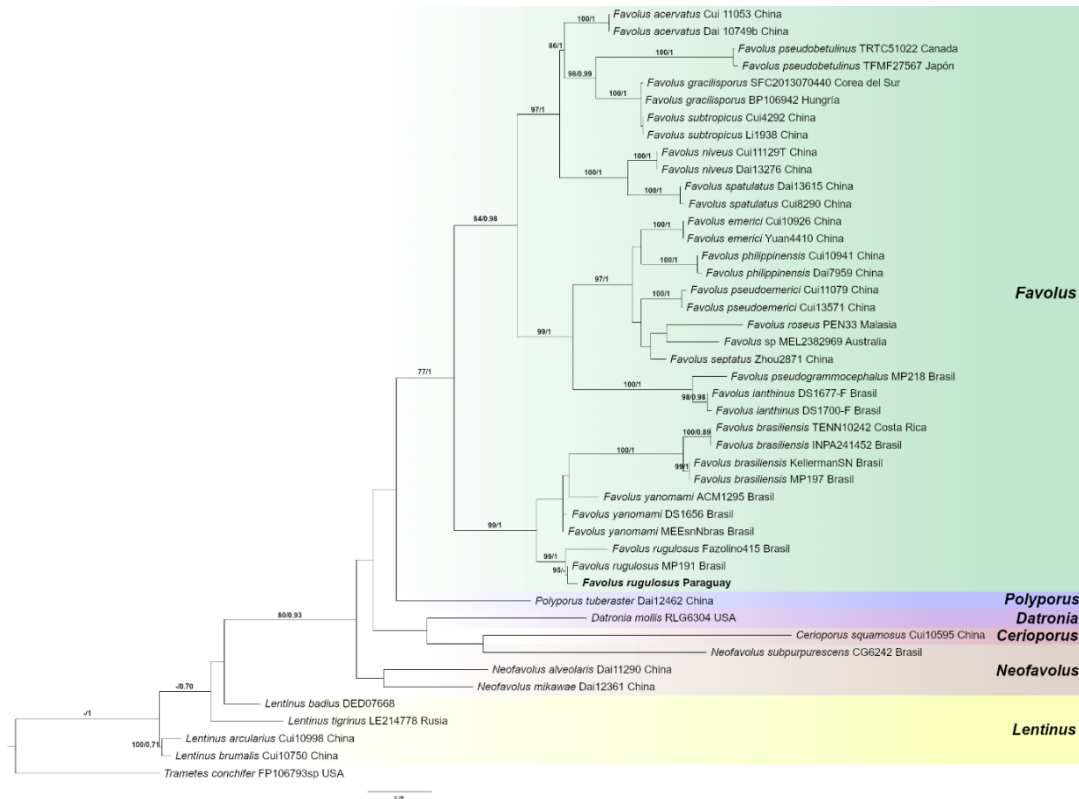 Favolus acervatus Cui 11053 China
100/1
Favolus acervatus Dai 10749b China
86/1
Favolus pseudobetulinus TRTC51022 Canada
100/1
Favolus pseudobetulinus TFMF27567 Japón
98/0.99
Favolus gracilisporus SFC2013070440 Corea del Sur
100/1
Favolus gracilisporus BP106942 Hungría
97/1
Favolus subtropicus Cui4292 China
Favolus subtropicus Li1938 China
Favolus niveus Cui11129T China
100/1
Favolus niveus Dai13276 China
100/1
Favolus spatulatus Dai13615 China
100/1
Favolus spatulatus Cui8290 China
84/0.98
Favolus emerici Cui10926 China
100/1
Favolus emerici Yuan4410 China
Favolus philippinensis Cui10941 China
100/1
Favolus philippinensis Dai7959 China
97/1
Favolus pseudoemerici Cui11079 China
100/1
Favolus
Favolus pseudoemerici Cui13571 China
Favolus roseus PEN33 Malasia
99/1
Favolus sp MEL2382969 Australia
Favolus septatus Zhou2871 China
77/1
Favolus pseudogrammocephalus MP218 Brasil
100/1
Favolus ianthinus DS1677-F Brasil
98/0.98
Favolus ianthinus DS1700-F Brasil
Favolus brasiliensis TENN10242 Costa Rica
100/0.89
Favolus brasiliensis INPA241452 Brasil
100/1
Favolus brasiliensis KellermanSN Brasil
99/1
Favolus brasiliensis MP197 Brasil
Favolus yanomami ACM1295 Brasil
Favolus yanomami DS1656 Brasil
99/1
Favolus yanomami MEEsnNbras Brasil
Favolus rugulosus Fazolino415 Brasil
99/1
Favolus rugulosus MP191 Brasil
95/-
Favolus rugulosus Paraguay
Polyporus tuberaster Dai12462 China
Polyporus
Datronia mollis RLG6304 USA
Datronia
80/0.93
Cerioporus squamosus Cui10595 China
Cerioporus
Neofavolus subpurpurescens CG6242 Brasil
Neofavolus alveolaris Dai11290 China
Neofavolus
Neofavolus mikawae Dai12361 China
-/0.70
Lentinus badius DED07668
-/1
Lentinus tigrinus LE214778 Rusia
Lentinus
Lentinus arcularius Cui10998 China
100/0.71
Lentinus brumalis Cui10750 China
Trametes conchifer FP106793sp USA